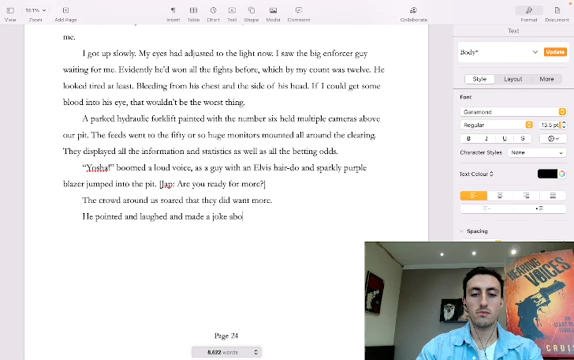 101%
View
Zoom
Add Page
Insert
Table
Chart
Text
Shape
Media
Comment
Collaborate
Format
Document
me.
I got up slowly. My eyes had adjusted to the light now. I saw the big enforcer guy
waiting for me. Evidently he'd won all the fights before, which by my count was twelve. He
looked tired at least. Bleeding from his chest and the side of his head. If I could get some
blood into his eye, that wouldn't be the worst thing.
A parked hydraulic forklift painted with the number six held multiple cameras above
our pit. The feeds went to the fifty or so huge monitors mounted all around the clearing.
They displayed all the information and statistics as well as all the betting odds.
"Yosha!" boomed a loud voice, as a guy with an Elvis hair-do and sparkly purple
blazer jumped into the pit. [Jap: Are you ready for more?]
The crowd around us roared that they did want more.
He pointed and laughed and made a joke abo
Page 24
8,622 words
Text
Body*
Update
Style
Layout
More
Font
Garamond
Regular
13.5 pt
B I U S
Character Styles
None
Text Colour
Spacing
HEARING
VOICES
CRUIS